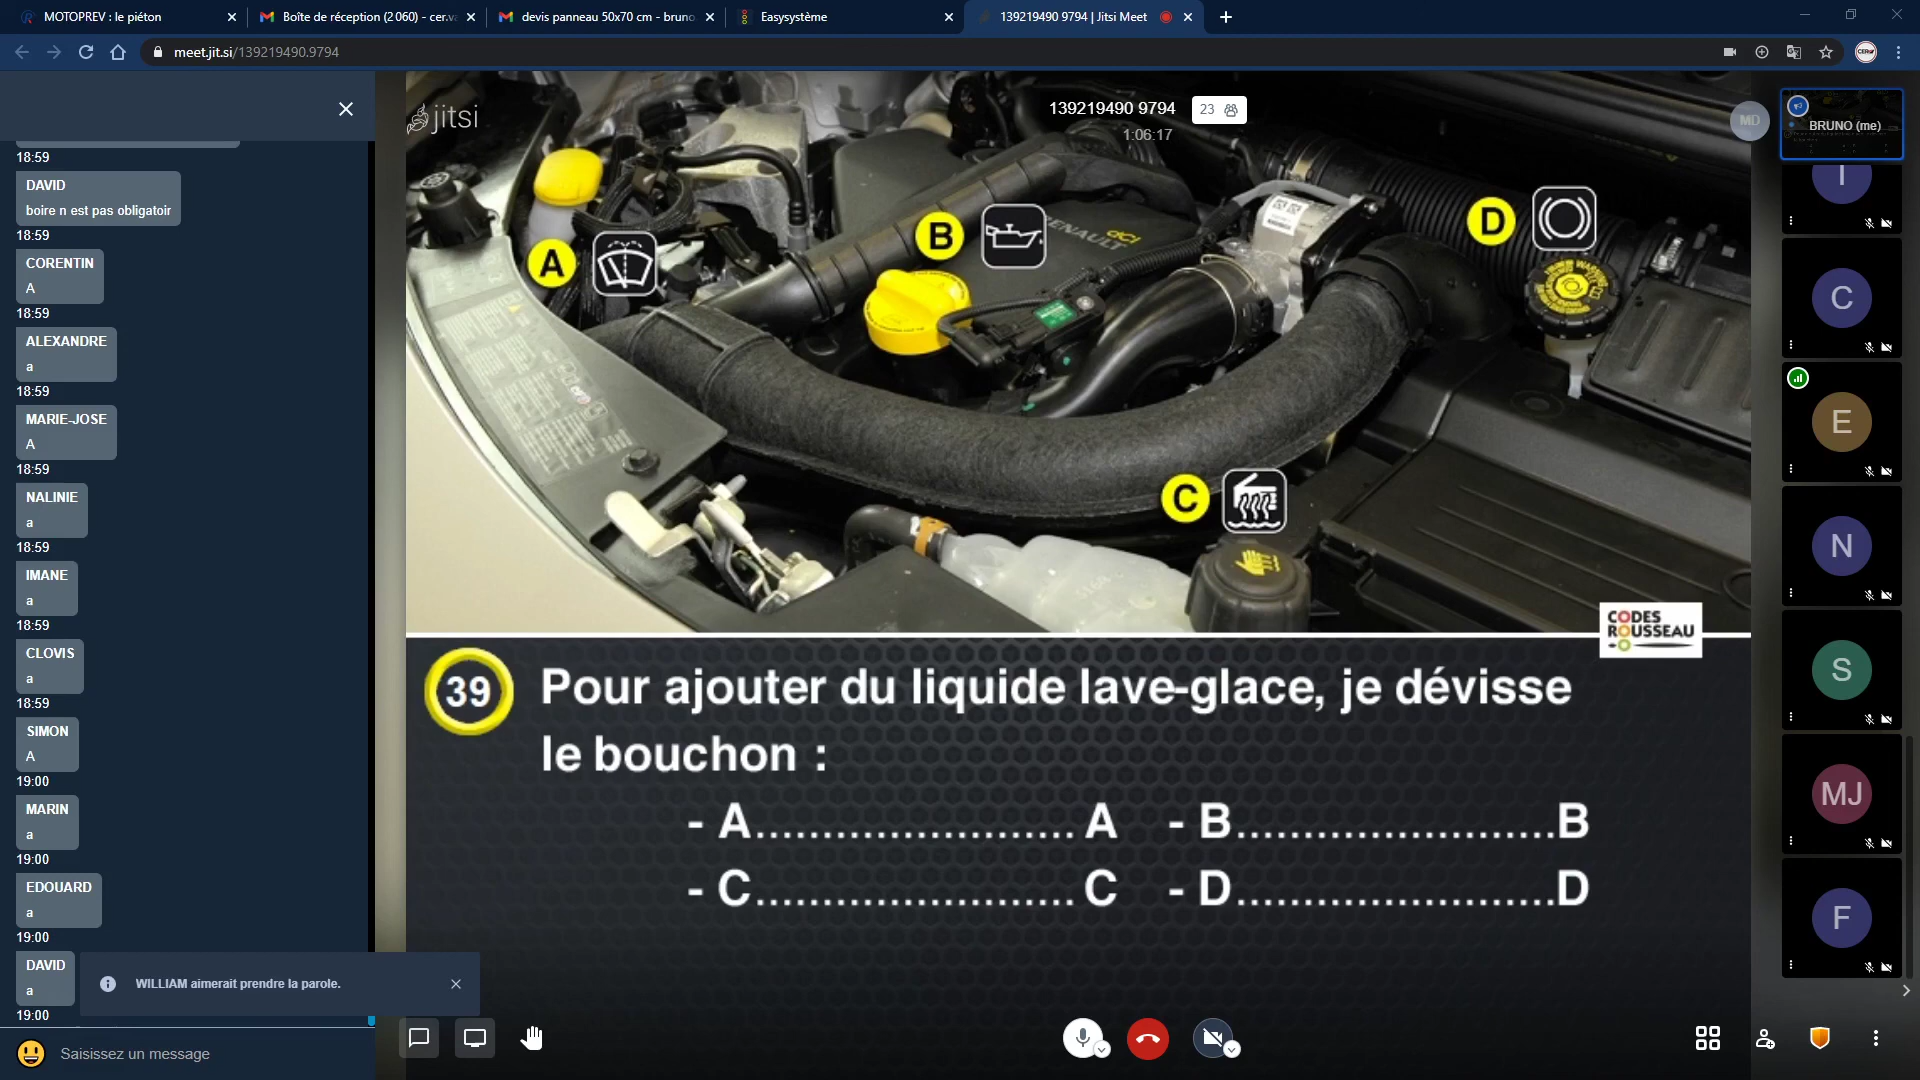 MOTOPREV : le piéton
Boîte de réception (2 060) - cer.va
devis panneau 50x70 cm - bruno.
Easysystème
139219490 9794 | Jitsi Meet
meet.jit.si/139219490.9794
jitsi
139219490 9794
23
1:06:17
MD
BRUNO (me)
18:59
DAVID
boire n est pas obligatoir
18:59
CORENTIN
A
18:59
ALEXANDRE
a
18:59
MARIE-JOSE
A
18:59
NALINIE
a
18:59
IMANE
a
18:59
CLOVIS
a
18:59
SIMON
A
19:00
MARIN
a
19:00
EDOUARD
a
19:00
DAVID
a
19:00
WILLIAM aimerait prendre la parole.
Saisissez un message
A
B
RENAULT
dCi
D
C
CODES
ROUSSEAU
39
Pour ajouter du liquide lave-glace, je dévisse
le bouchon :
- A........................ A - B........................B
- C........................ C - D........................D
I
C
E
N
S
MJ
F